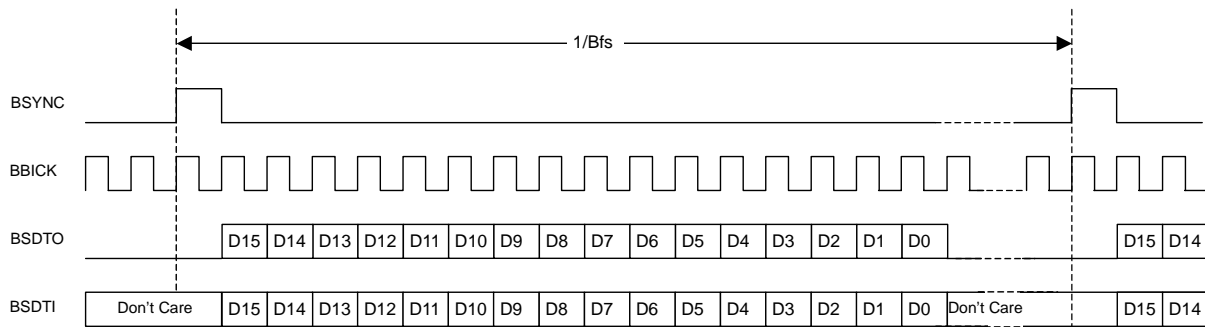 1/Bfs
BSYNC
BBICK
BSDTO
D15 D14 D13 D12 D11 D10 D9 D8 D7 D6 D5 D4 D3 D2 D1 D0 D15 D14
BSDTI
Don't Care D15 D14 D13 D12 D11 D10 D9 D8 D7 D6 D5 D4 D3 D2 D1 D0 Don't Care D15 D14